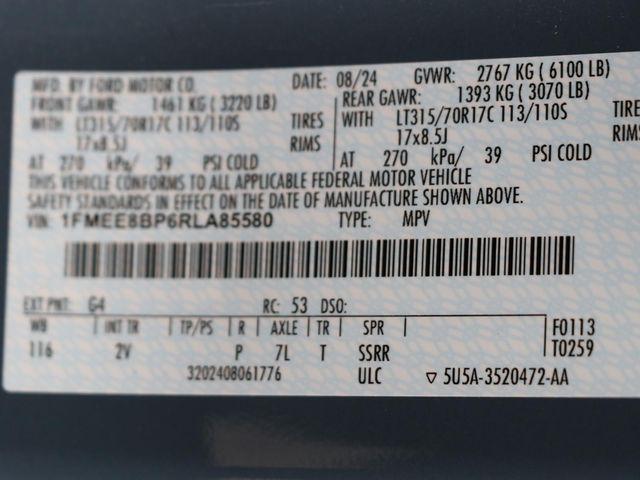 MFD. BY FORD MOTOR CO. DATE: 08/24 GVWR: 2767 KG ( 6100 LB)
FRONT GAWR: 1461 KG ( 3220 LB) REAR GAWR: 1393 KG ( 3070 LB)
WITH LT315/70R17C 113/110S TIRES WITH LT315/70R17C 113/110S TIRES
17x8.5J RIMS 17x8.5J RIMS
AT 270 kPa/ 39 PSI COLD AT 270 kPa/ 39 PSI COLD
THIS VEHICLE CONFORMS TO ALL APPLICABLE FEDERAL MOTOR VEHICLE
SAFETY STANDARDS IN EFFECT ON THE DATE OF MANUFACTURE SHOWN ABOVE.
VIN: 1FMEE8BP6RLA85580 TYPE: MPV
EXT PNT: G4 RC: 53 DSO:
WB INT TR TP/PS R AXLE TR SPR F0113
116 2V P 7L T SSRR T0259
3202408061776 ULC ▽ 5U5A-3520472-AA